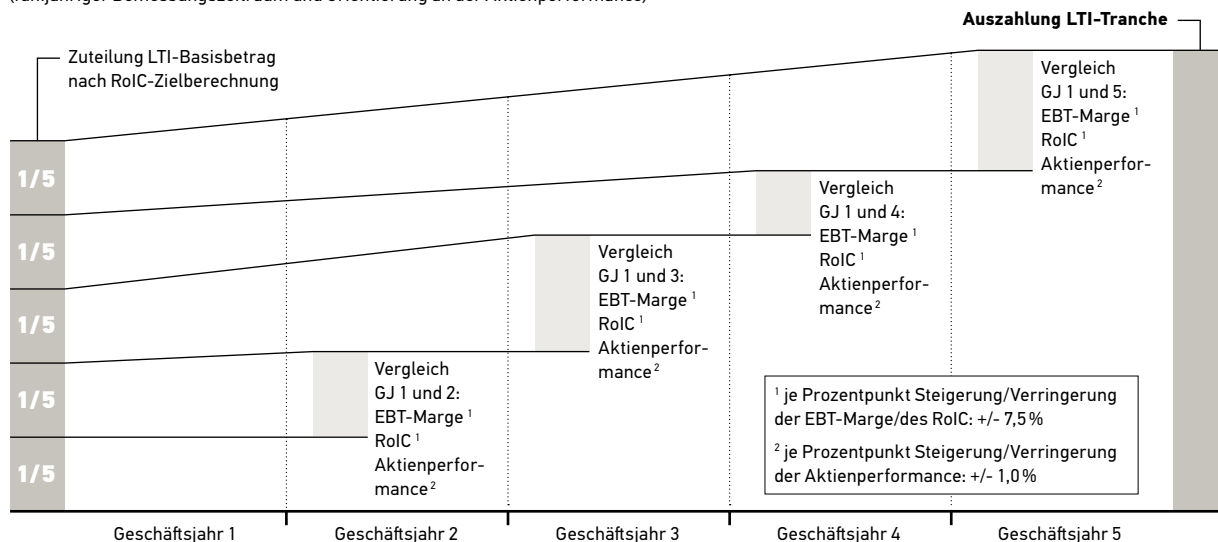 (fünfjähriger Bemessungszeitraum und Orientierung an der Aktienperformance)
Auszahlung LTI-Tranche
Zuteilung LTI-Basisbetrag
nach RoIC-Zielberechnung
1/5
1/5
1/5
1/5
1/5
Vergleich
GJ 1 und 2:
EBT-Marge ¹
RoIC ¹
Aktienperfor-
mance ²
Vergleich
GJ 1 und 3:
EBT-Marge ¹
RoIC ¹
Aktienperfor-
mance ²
Vergleich
GJ 1 und 4:
EBT-Marge ¹
RoIC ¹
Aktienperfor-
mance ²
Vergleich
GJ 1 und 5:
EBT-Marge ¹
RoIC ¹
Aktienperfor-
mance ²
¹ je Prozentpunkt Steigerung/Verringerung
der EBT-Marge/des RoIC: +/- 7,5 %
² je Prozentpunkt Steigerung/Verringerung
der Aktienperformance: +/- 1,0 %
Geschäftsjahr 1
Geschäftsjahr 2
Geschäftsjahr 3
Geschäftsjahr 4
Geschäftsjahr 5